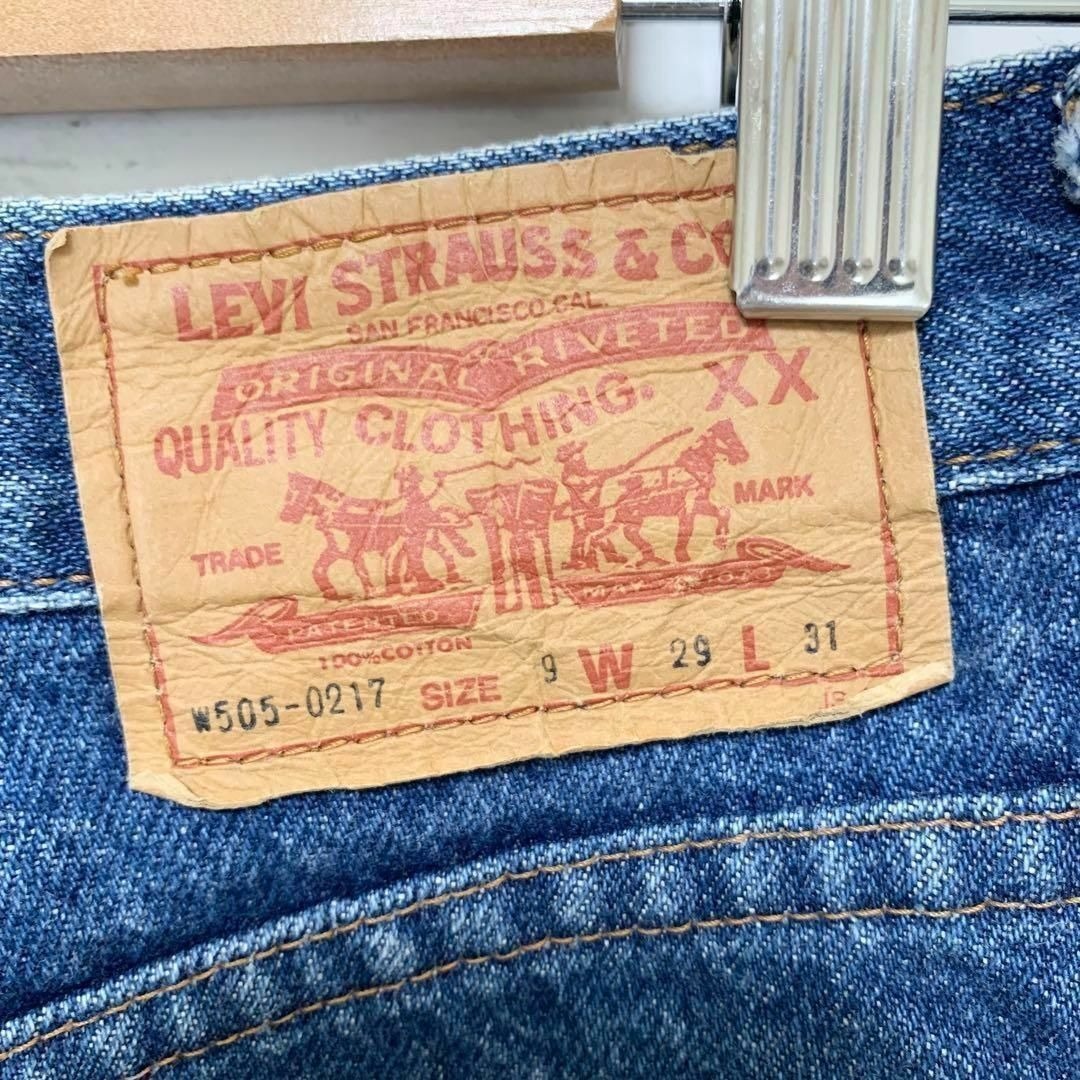 LEVI STRAUSS & CO
SAN FRANCISCO, CAL.
ORIGINAL RIVETED
QUALITY CLOTHING. XX
TRADE MARK
PATENTED
100% COTTON
W505-0217 SIZE 9 W 29 L 31